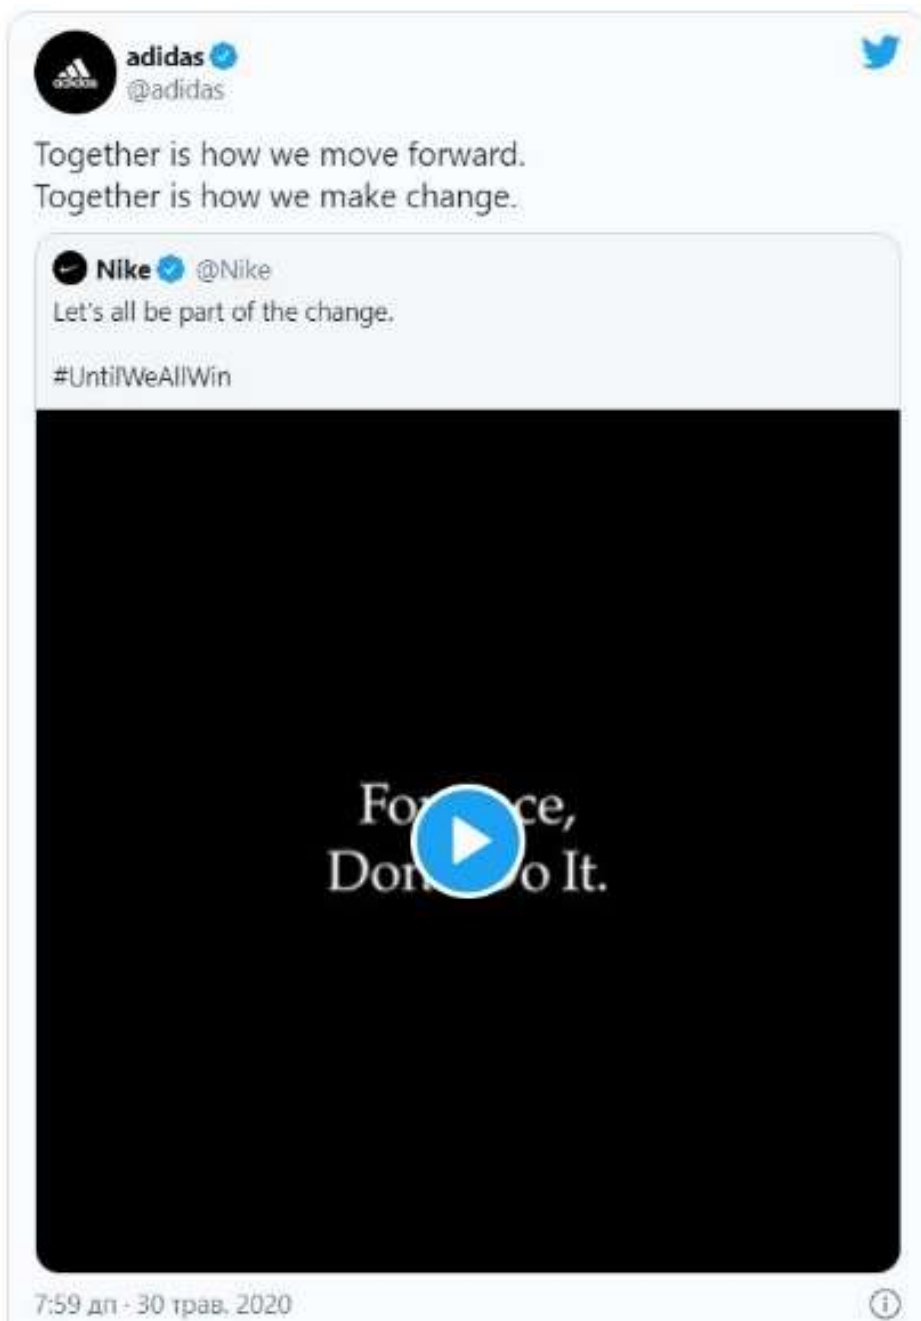 adidas
@adidas
Together is how we move forward.
Together is how we make change.
Nike @Nike
Let's all be part of the change.
#UntilWeAllWin
It.
7:59 дп · 30 трав. 2020